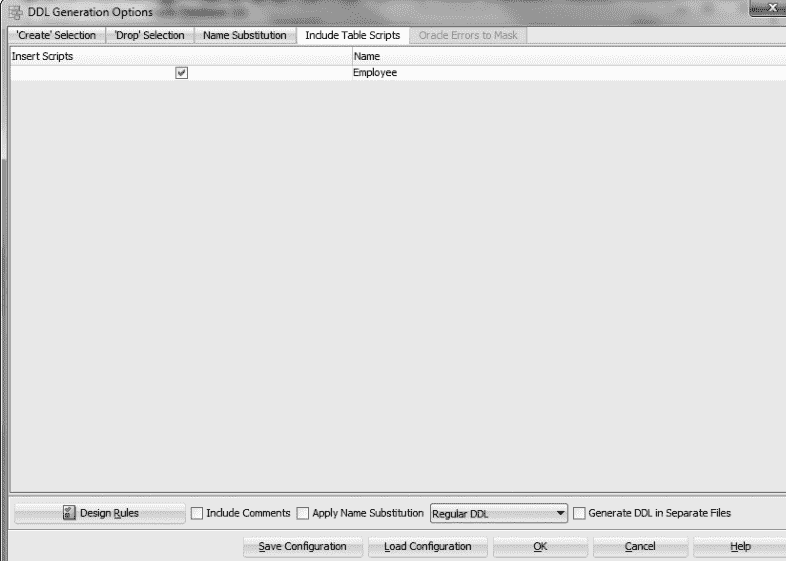 DDL Generation Options
'Create' Selection 'Drop' Selection Name Substitution Include Table Scripts Oracle Errors to Mask
Insert Scripts Name
Employee
Design Rules Include Comments Apply Name Substitution Regular DDL Generate DDL in Separate Files
Save Configuration Load Configuration OK Cancel Help